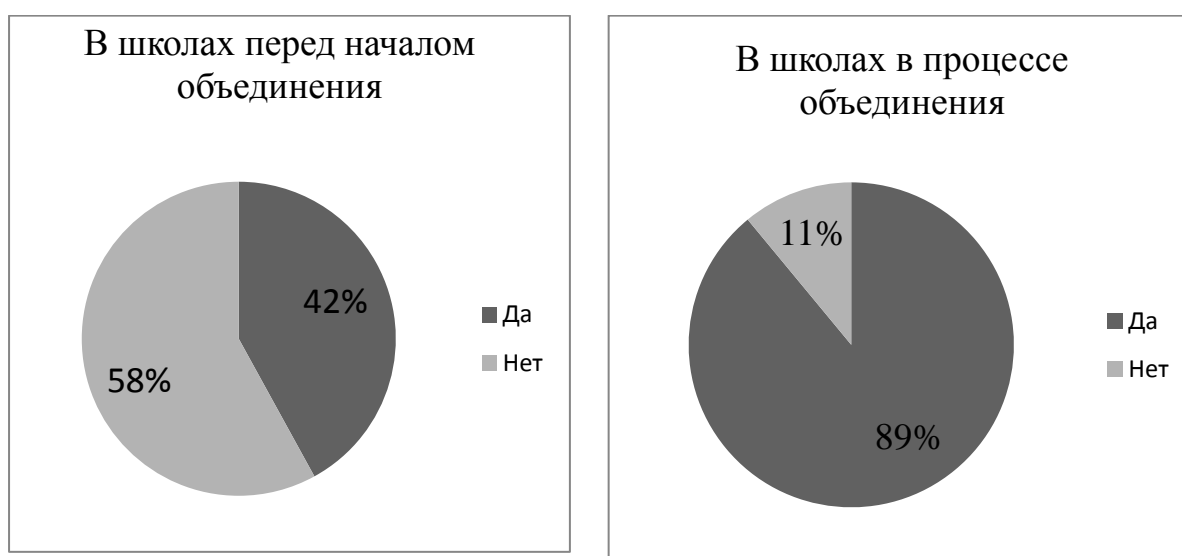 В школах перед началом
объединения
42%
58%
Да
Нет
В школах в процессе
объединения
11%
89%
Да
Нет